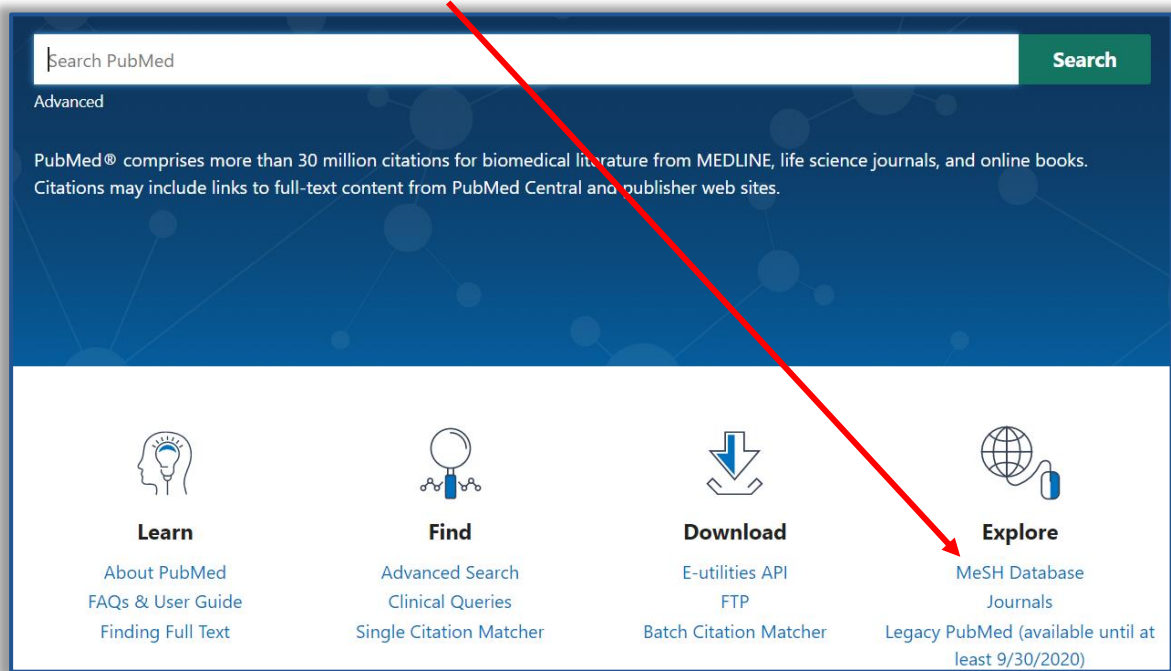 Search PubMed
Search
Advanced
PubMed® comprises more than 30 million citations for biomedical literature from MEDLINE, life science journals, and online books.
Citations may include links to full-text content from PubMed Central and publisher web sites.
Learn
About PubMed
FAQs & User Guide
Finding Full Text
Find
Advanced Search
Clinical Queries
Single Citation Matcher
Download
E-utilities API
FTP
Batch Citation Matcher
Explore
MeSH Database
Journals
Legacy PubMed (available until at
least 9/30/2020)